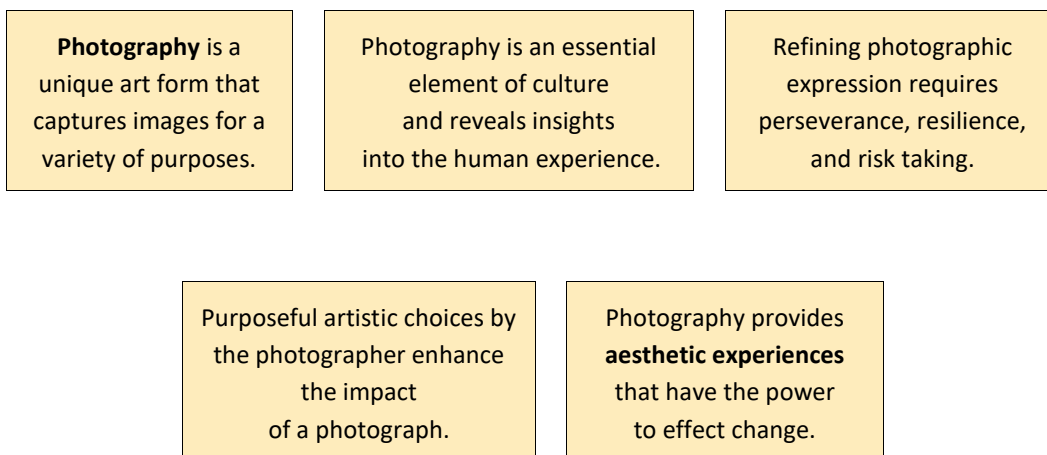 Photography is a
unique art form that
captures images for a
variety of purposes.
Photography is an essential
element of culture
and reveals insights
into the human experience.
Refining photographic
expression requires
perseverance, resilience,
and risk taking.
Purposeful artistic choices by
the photographer enhance
the impact
of a photograph.
Photography provides
aesthetic experiences
that have the power
to effect change.